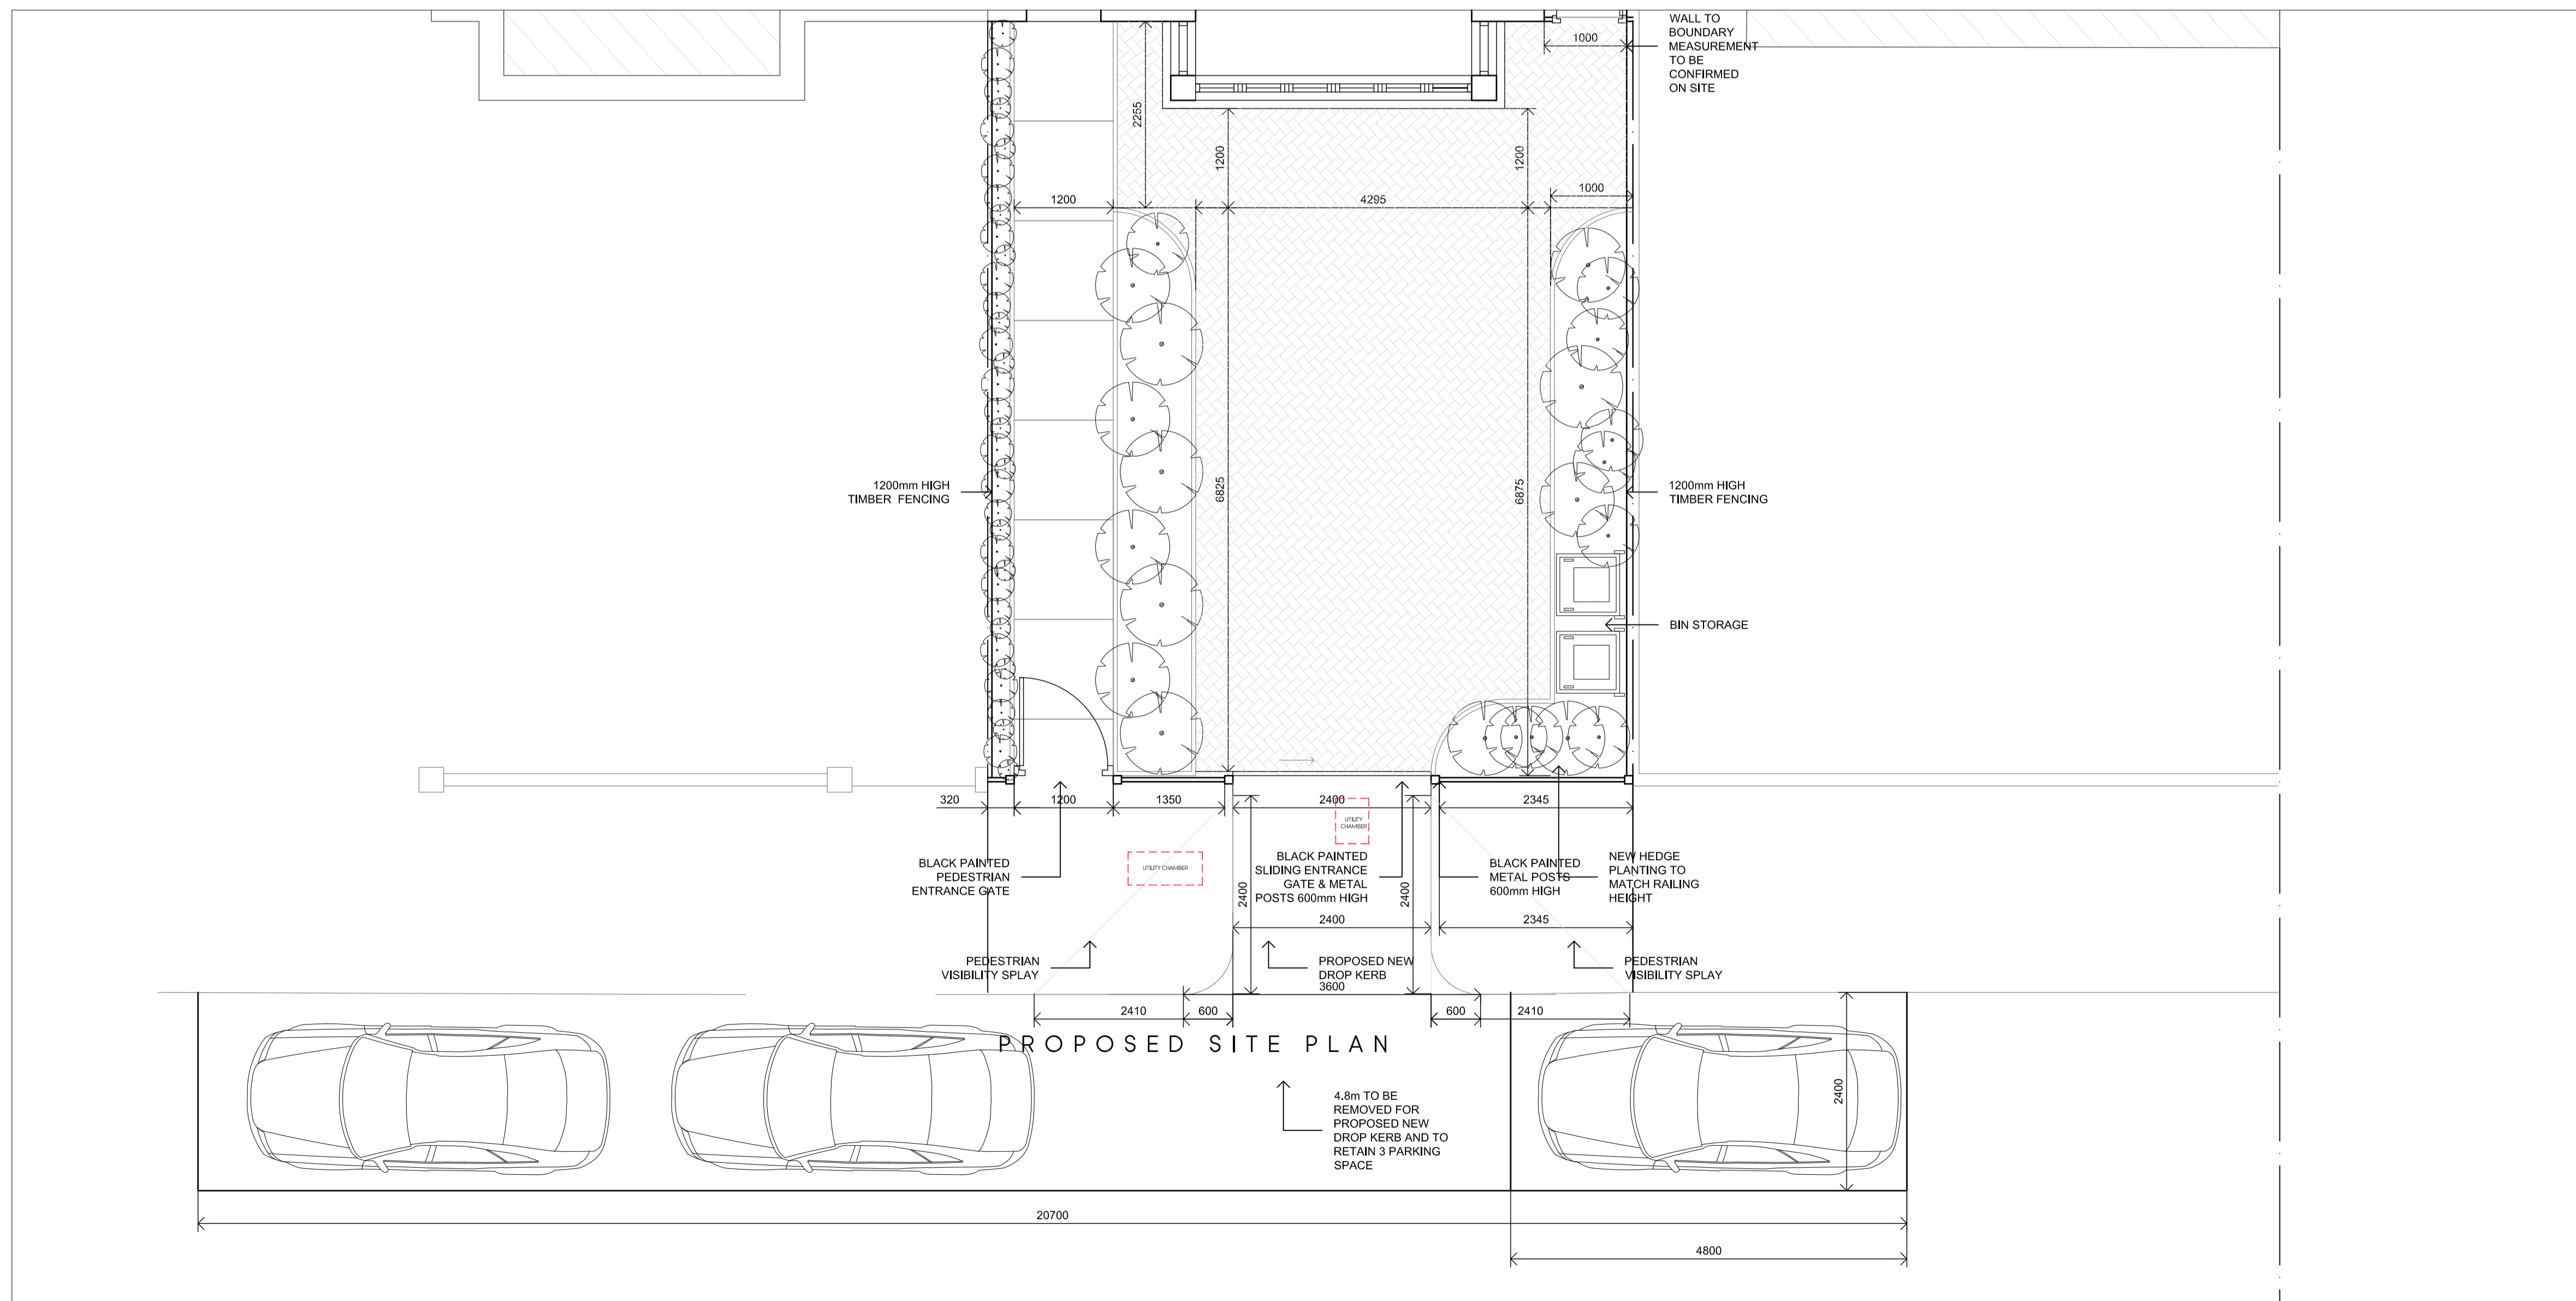 WALL TO
BOUNDARY
MEASUREMENT
TO BE
CONFIRMED
ON SITE
1000
2255
1200
1200
1200
4295
1000
1200mm HIGH
TIMBER FENCING
6825
6875
1200mm HIGH
TIMBER FENCING
BIN STORAGE
320
1200
1350
2400
2345
UTILITY
CHAMBER
UTILITY CHAMBER
BLACK PAINTED
PEDESTRIAN
ENTRANCE GATE
BLACK PAINTED
SLIDING ENTRANCE
GATE & METAL
POSTS 600mm HIGH
BLACK PAINTED
METAL POSTS
600mm HIGH
NEW HEDGE
PLANTING TO
MATCH RAILING
HEIGHT
2400
2400
2400
2345
PEDESTRIAN
VISIBILITY SPLAY
PROPOSED NEW
DROP KERB
3600
PEDESTRIAN
VISIBILITY SPLAY
2410
600
600
2410
PROPOSED SITE PLAN
4.8m TO BE
REMOVED FOR
PROPOSED NEW
DROP KERB AND TO
RETAIN 3 PARKING
SPACE
2400
20700
4800